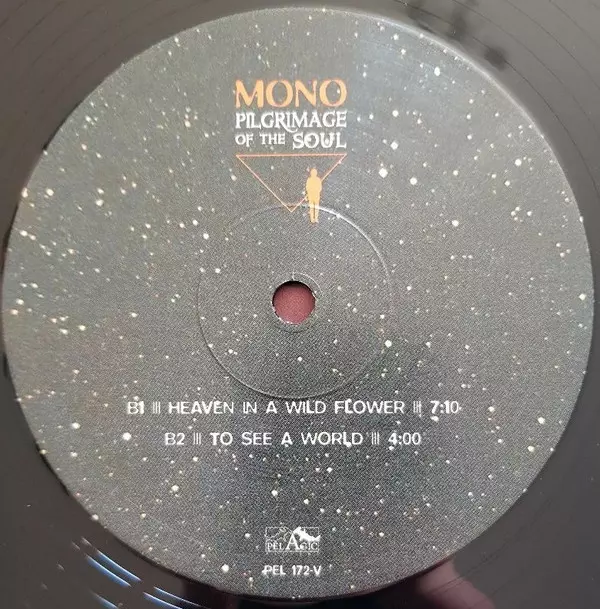 MONO
PILGRIMAGE
OF THE SOUL
B1 ||| HEAVEN IN A WILD FLOWER ||| 7:10
B2 ||| TO SEE A WORLD ||| 4:00
PELAGIC
PEL 172-V